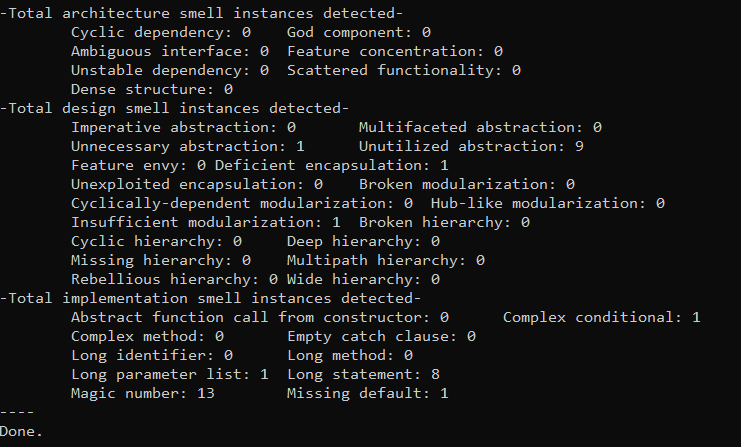 -Total architecture smell instances detected-
Cyclic dependency: 0 God component: 0
Ambiguous interface: 0 Feature concentration: 0
Unstable dependency: 0 Scattered functionality: 0
Dense structure: 0
-Total design smell instances detected-
Imperative abstraction: 0 Multifaceted abstraction: 0
Unnecessary abstraction: 1 Unutilized abstraction: 9
Feature envy: 0 Deficient encapsulation: 1
Unexploited encapsulation: 0 Broken modularization: 0
Cyclically-dependent modularization: 0 Hub-like modularization: 0
Insufficient modularization: 1 Broken hierarchy: 0
Cyclic hierarchy: 0 Deep hierarchy: 0
Missing hierarchy: 0 Multipath hierarchy: 0
Rebellious hierarchy: 0 Wide hierarchy: 0
-Total implementation smell instances detected-
Abstract function call from constructor: 0 Complex conditional: 1
Complex method: 0 Empty catch clause: 0
Long identifier: 0 Long method: 0
Long parameter list: 1 Long statement: 8
Magic number: 13 Missing default: 1
----
Done.